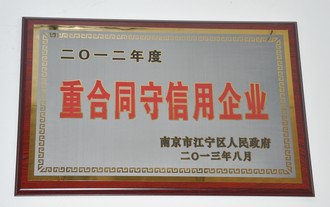 二〇一二年度
重合同守信用企业
南京市江宁区人民政府
二〇一三年八月